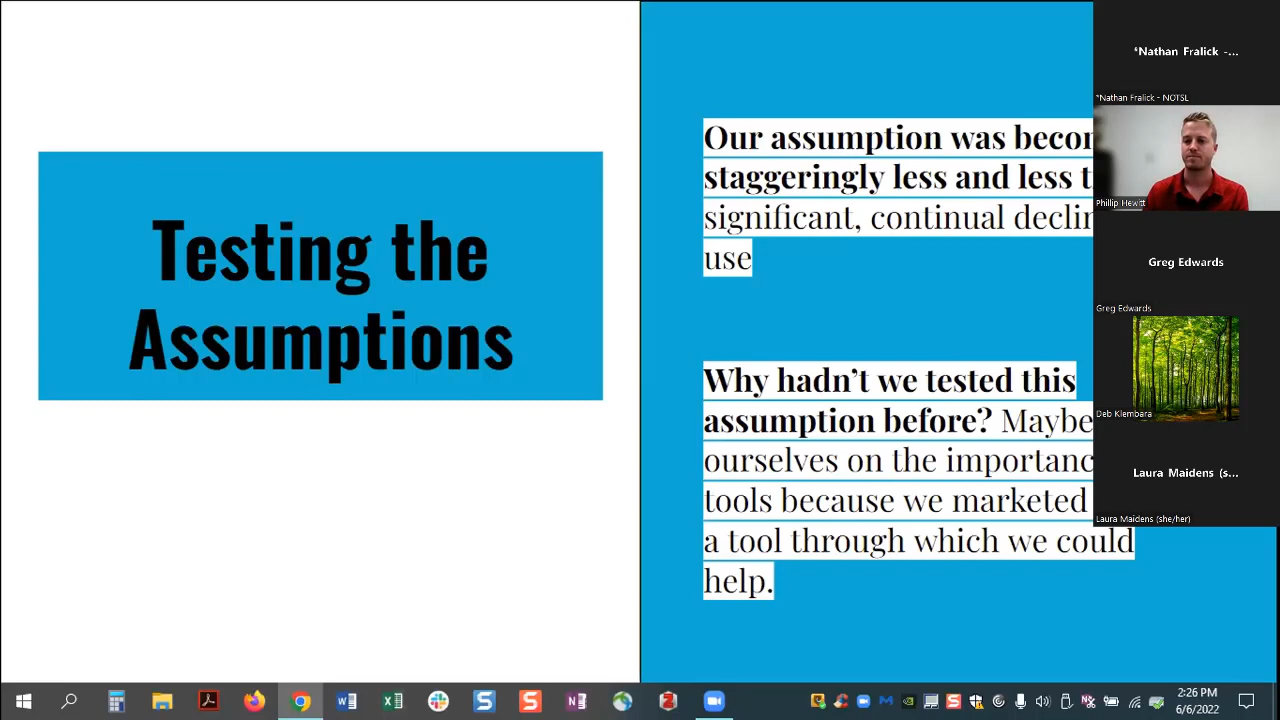 Testing the
Assumptions
Our assumption was
staggeringly less and less
significant, continual
use
Why hadn't we tested this
assumption before? Maybe
ourselves on the
tools because we marketed
a tool through which we could
help.
*Nathan Fralick -...
*Nathan Fralick - NOTSL
Phillip Hewitt
Greg Edwards
Greg Edwards
Deb Klembara
Laura Maidens (s...
Laura Maidens (she/her)
2:26 PM
6/6/2022